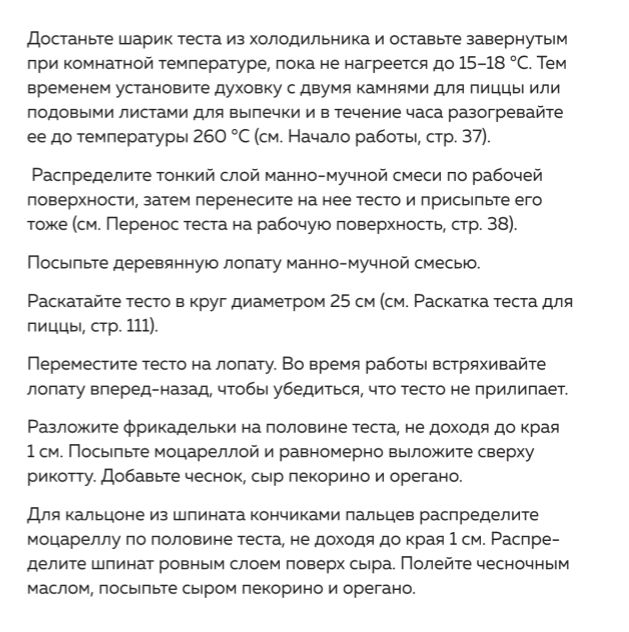 Достаньте шарик теста из холодильника и оставьте завернутым
при комнатной температуре, пока не нагреется до 15–18 °C. Тем
временем установите духовку с двумя камнями для пиццы или
подовыми листами для выпечки и в течение часа разогревайте
ее до температуры 260 °C (см. Начало работы, стр. 37).
Распределите тонкий слой манно-мучной смеси по рабочей
поверхности, затем перенесите на нее тесто и присыпьте его
тоже (см. Перенос теста на рабочую поверхность, стр. 38).
Посыпьте деревянную лопату манно-мучной смесью.
Раскатайте тесто в круг диаметром 25 см (см. Раскатка теста для
пиццы, стр. 111).
Переместите тесто на лопату. Во время работы встряхивайте
лопату вперед-назад, чтобы убедиться, что тесто не прилипает.
Разложите фрикадельки на половине теста, не доходя до края
1 см. Посыпьте моцареллой и равномерно выложите сверху
рикотту. Добавьте чеснок, сыр пекорино и орегано.
Для кальцоне из шпината кончиками пальцев распределите
моцареллу по половине теста, не доходя до края 1 см. Распре-
делите шпинат ровным слоем поверх сыра. Полейте чесночным
маслом, посыпьте сыром пекорино и орегано.